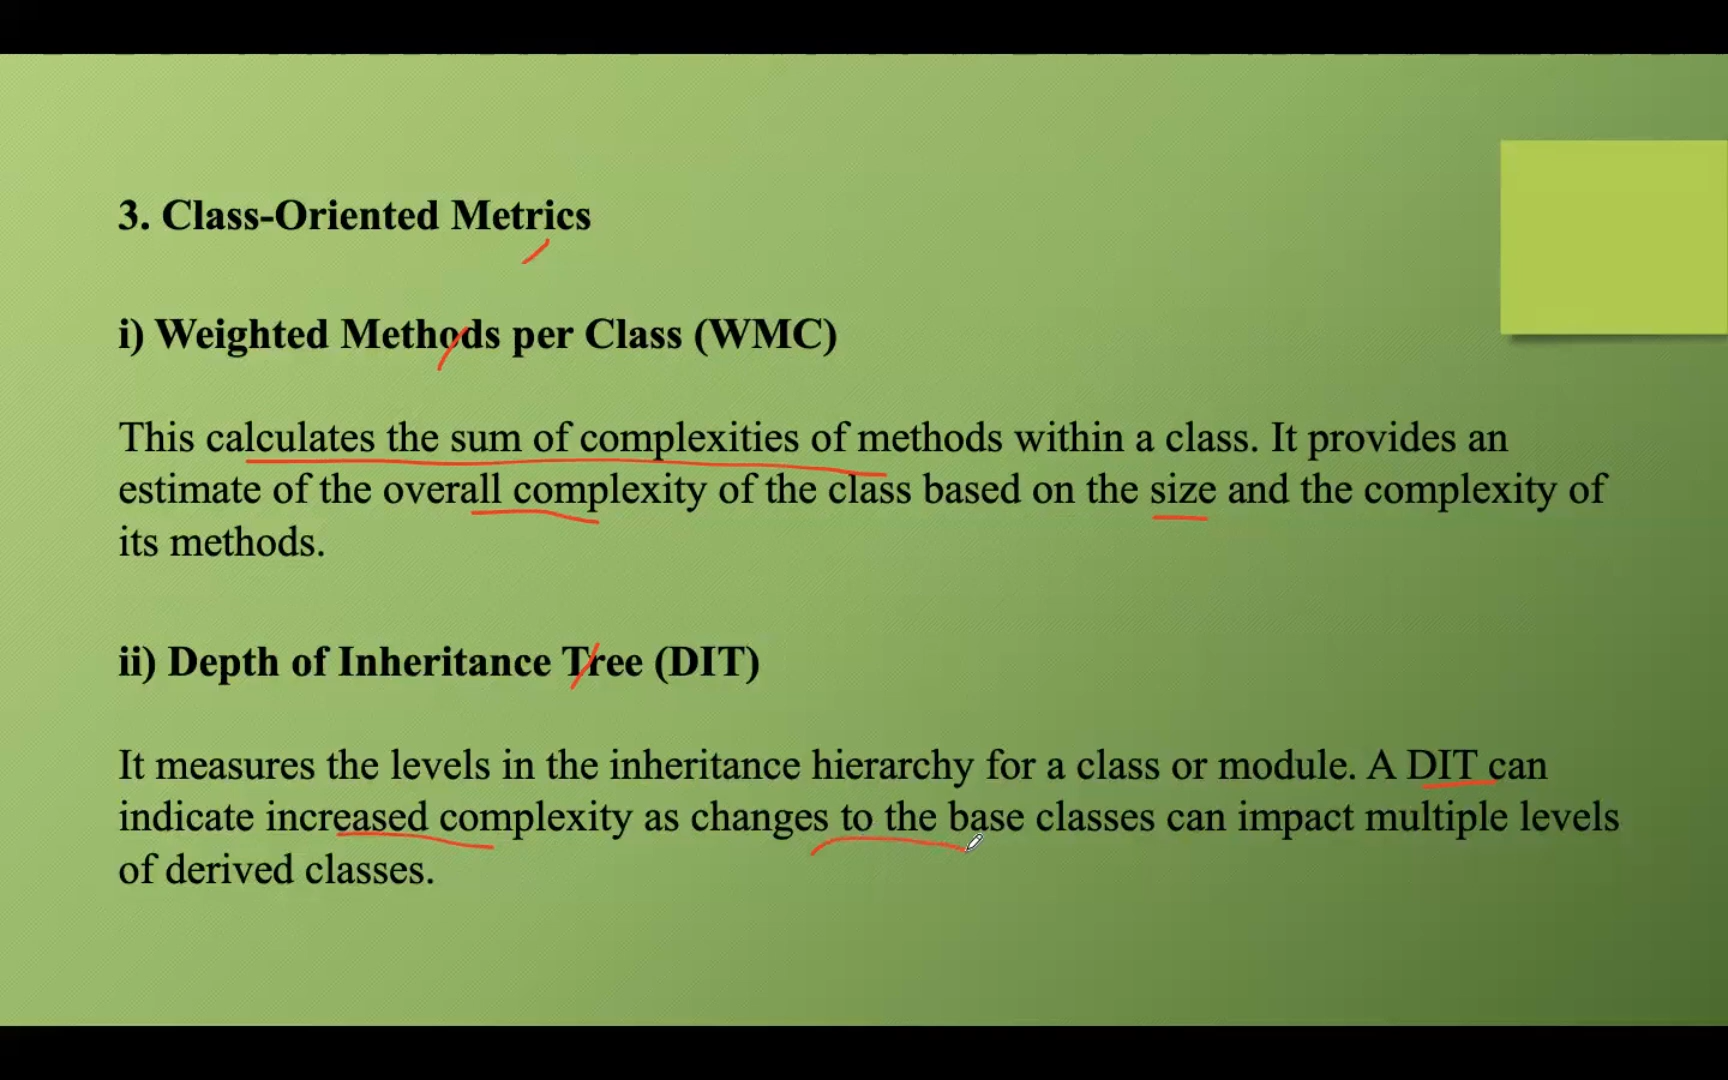 3. Class-Oriented Metrics
i) Weighted Methods per Class (WMC)
This calculates the sum of complexities of methods within a class. It provides an
estimate of the overall complexity of the class based on the size and the complexity of
its methods.
ii) Depth of Inheritance Tree (DIT)
It measures the levels in the inheritance hierarchy for a class or module. A DIT can
indicate increased complexity as changes to the base classes can impact multiple levels
of derived classes.